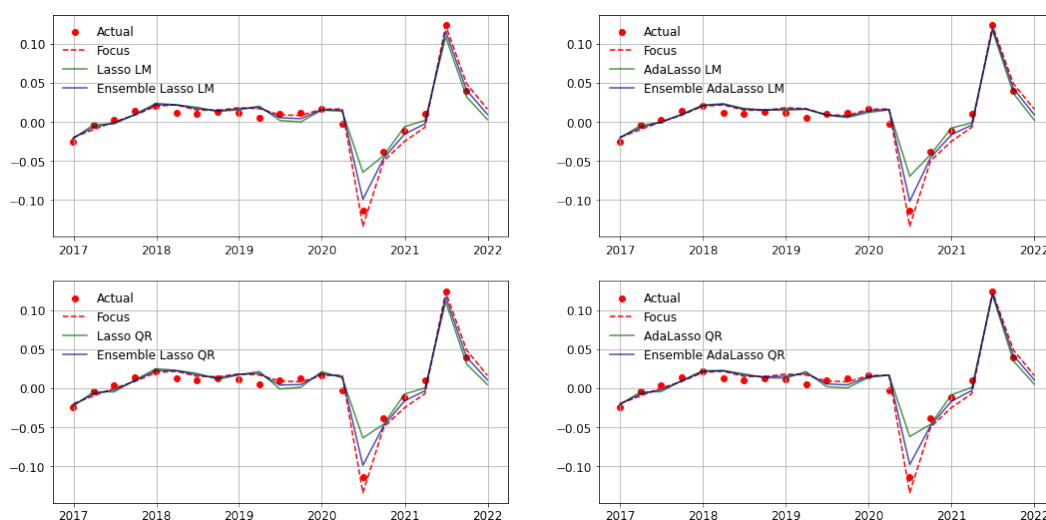 0.10
0.05
0.00
−0.05
−0.10
Actual
Focus
Lasso LM
Ensemble Lasso LM
2017 2018 2019 2020 2021 2022
0.10
0.05
0.00
−0.05
−0.10
Actual
Focus
AdaLasso LM
Ensemble AdaLasso LM
2017 2018 2019 2020 2021 2022
0.10
0.05
0.00
−0.05
−0.10
Actual
Focus
Lasso QR
Ensemble Lasso QR
2017 2018 2019 2020 2021 2022
0.10
0.05
0.00
−0.05
−0.10
Actual
Focus
AdaLasso QR
Ensemble AdaLasso QR
2017 2018 2019 2020 2021 2022